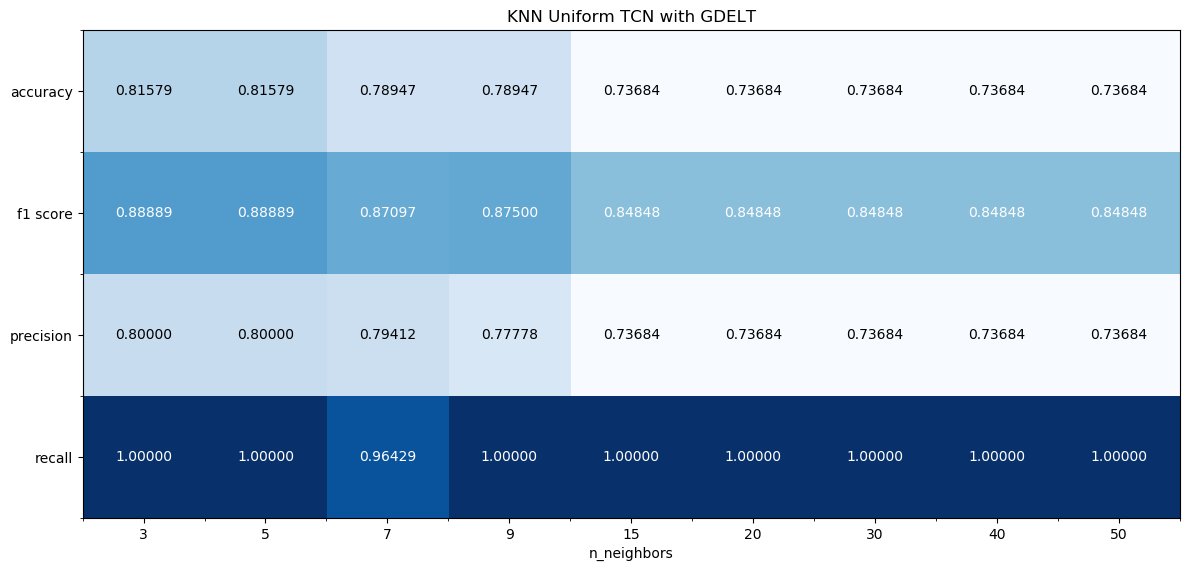 KNN Uniform TCN with GDELT
accuracy 0.81579 0.81579 0.78947 0.78947 0.73684 0.73684 0.73684 0.73684 0.73684
f1 score 0.88889 0.88889 0.87097 0.87500 0.84848 0.84848 0.84848 0.84848 0.84848
precision 0.80000 0.80000 0.79412 0.77778 0.73684 0.73684 0.73684 0.73684 0.73684
recall 1.00000 1.00000 0.96429 1.00000 1.00000 1.00000 1.00000 1.00000 1.00000
3 5 7 9 15 20 30 40 50
n_neighbors